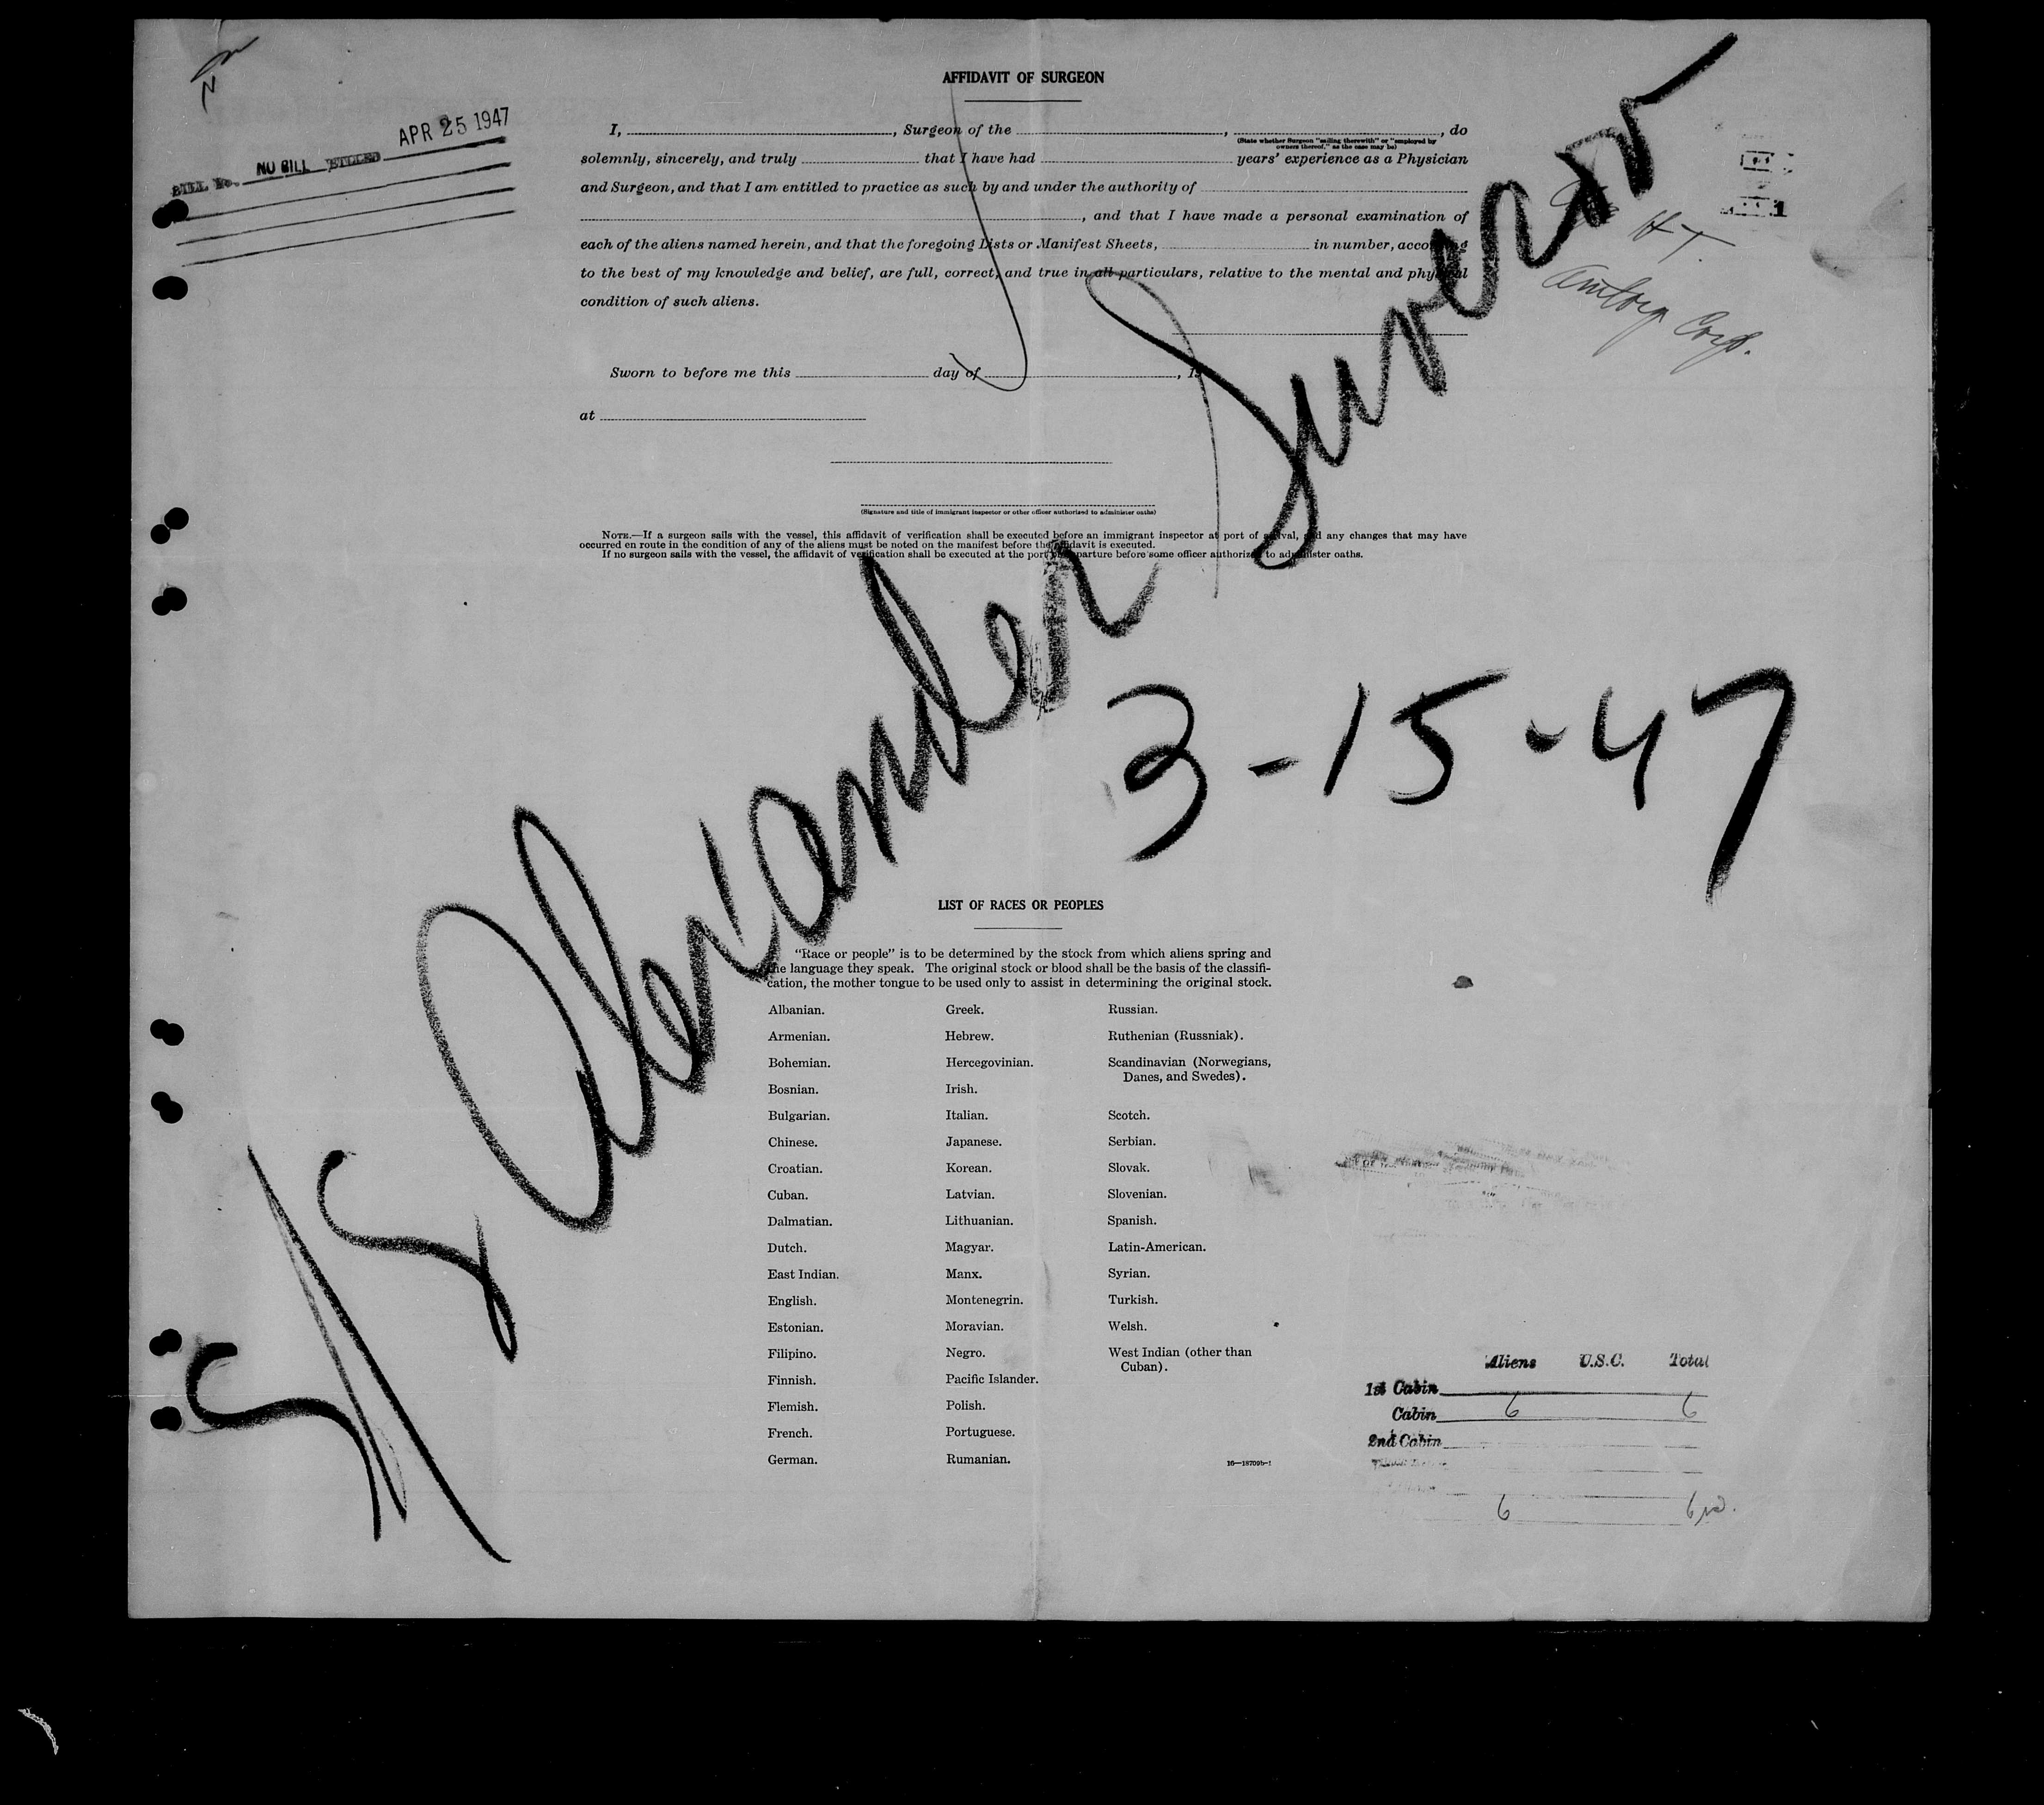 AFFIDAVIT OF SURGEON
APR 25 1947
BILL No. NO BILL BILLED
I, , Surgeon of the , , do
(State whether Surgeon "sailing therewith" or "employed by
owners thereof," as the case may be)
solemnly, sincerely, and truly that I have had years' experience as a Physician
and Surgeon, and that I am entitled to practice as such by and under the authority of
, and that I have made a personal examination of
each of the aliens named herein, and that the foregoing Lists or Manifest Sheets, in number, according
to the best of my knowledge and belief, are full, correct, and true in all particulars, relative to the mental and physical
condition of such aliens.
H T.
Amtorg Corp.
Sworn to before me this day of , 19
at
(Signature and title of immigrant inspector or other officer authorized to administer oaths)
NOTE.—If a surgeon sails with the vessel, this affidavit of verification shall be executed before an immigrant inspector at port of arrival, and any changes that may have
occurred en route in the condition of any of the aliens must be noted on the manifest before the affidavit is executed.
If no surgeon sails with the vessel, the affidavit of verification shall be executed at the port of departure before some officer authorized to administer oaths.
S/S Alexander Suvorov
3-15-47
LIST OF RACES OR PEOPLES
"Race or people" is to be determined by the stock from which aliens spring and
the language they speak. The original stock or blood shall be the basis of the classifi-
cation, the mother tongue to be used only to assist in determining the original stock.
Albanian.
Armenian.
Bohemian.
Bosnian.
Bulgarian.
Chinese.
Croatian.
Cuban.
Dalmatian.
Dutch.
East Indian.
English.
Estonian.
Filipino.
Finnish.
Flemish.
French.
German.
Greek.
Hebrew.
Hercegovinian.
Irish.
Italian.
Japanese.
Korean.
Latvian.
Lithuanian.
Magyar.
Manx.
Montenegrin.
Moravian.
Negro.
Pacific Islander.
Polish.
Portuguese.
Rumanian.
Russian.
Ruthenian (Russniak).
Scandinavian (Norwegians,
Danes, and Swedes).
Scotch.
Serbian.
Slovak.
Slovenian.
Spanish.
Latin-American.
Syrian.
Turkish.
Welsh.
West Indian (other than
Cuban).
16—18709b-1
Aliens U.S.C. Total
1st Cabin
Cabin 6 6
2nd Cabin
6 6